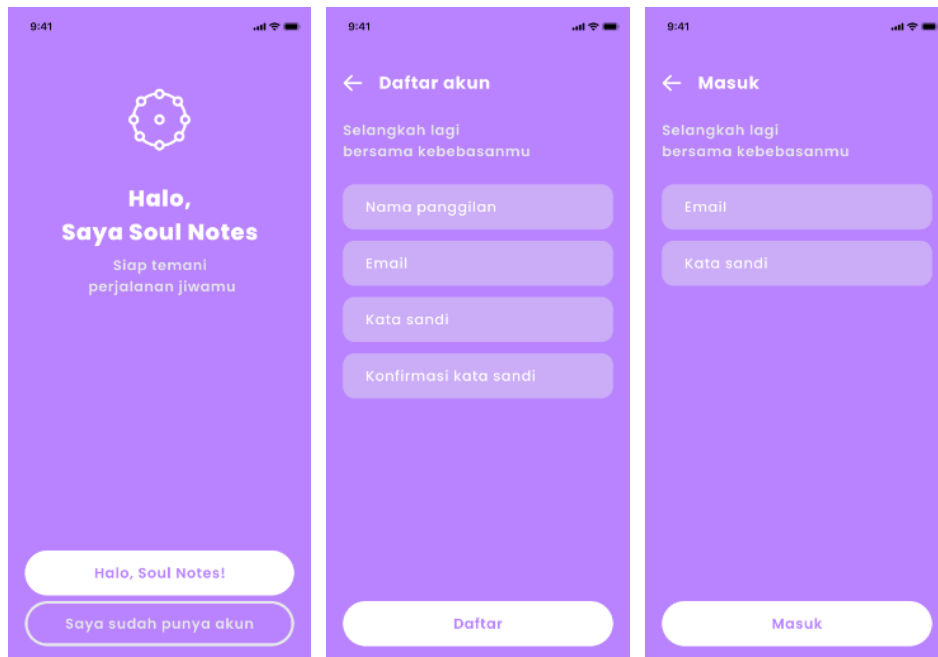 9:41
Halo,
Saya Soul Notes
Siap temani
perjalanan jiwamu
Halo, Soul Notes!
Saya sudah punya akun
9:41
Daftar akun
Selangkah lagi
bersama kebebasanmu
Nama panggilan
Email
Kata sandi
Konfirmasi kata sandi
Daftar
9:41
Masuk
Selangkah lagi
bersama kebebasanmu
Email
Kata sandi
Masuk